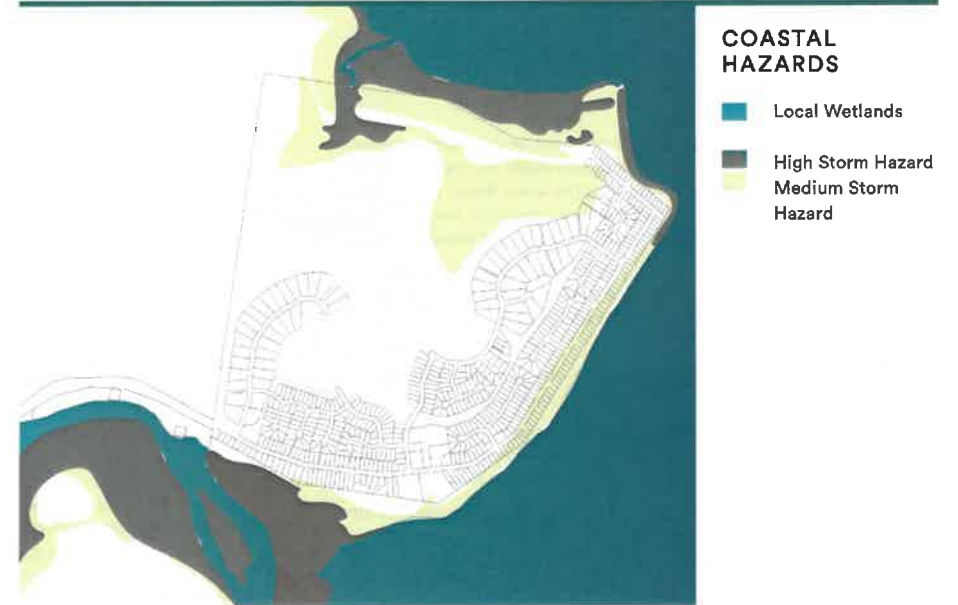 COASTAL
HAZARDS
Local Wetlands
High Storm Hazard
Medium Storm
Hazard